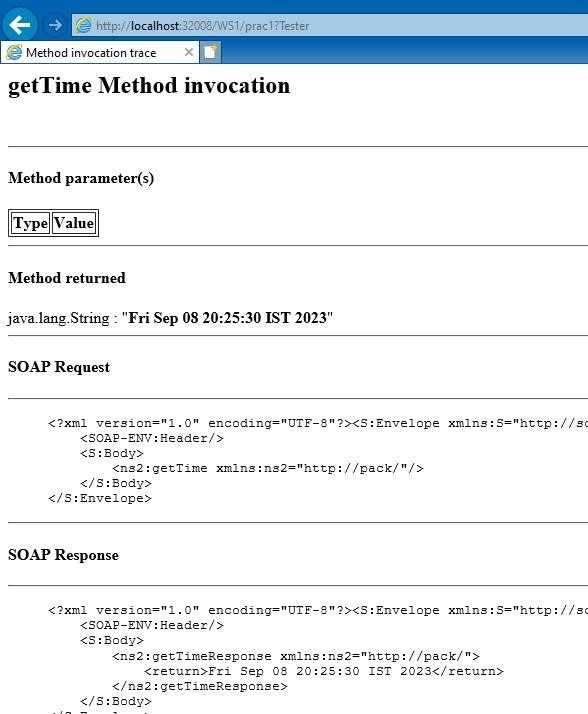 http://localhost:32008/WS1/prac1?Tester
Method invocation trace
getTime Method invocation
Method parameter(s)
Type Value
Method returned
java.lang.String : "Fri Sep 08 20:25:30 IST 2023"
SOAP Request
<?xml version="1.0" encoding="UTF-8"?><S:Envelope xmlns:S="http://sc
<SOAP-ENV:Header/>
<S:Body>
<ns2:getTime xmlns:ns2="http://pack/"/>
</S:Body>
</S:Envelope>
SOAP Response
<?xml version="1.0" encoding="UTF-8"?><S:Envelope xmlns:S="http://sc
<SOAP-ENV:Header/>
<S:Body>
<ns2:getTimeResponse xmlns:ns2="http://pack/">
<return>Fri Sep 08 20:25:30 IST 2023</return>
</ns2:getTimeResponse>
</S:Body>